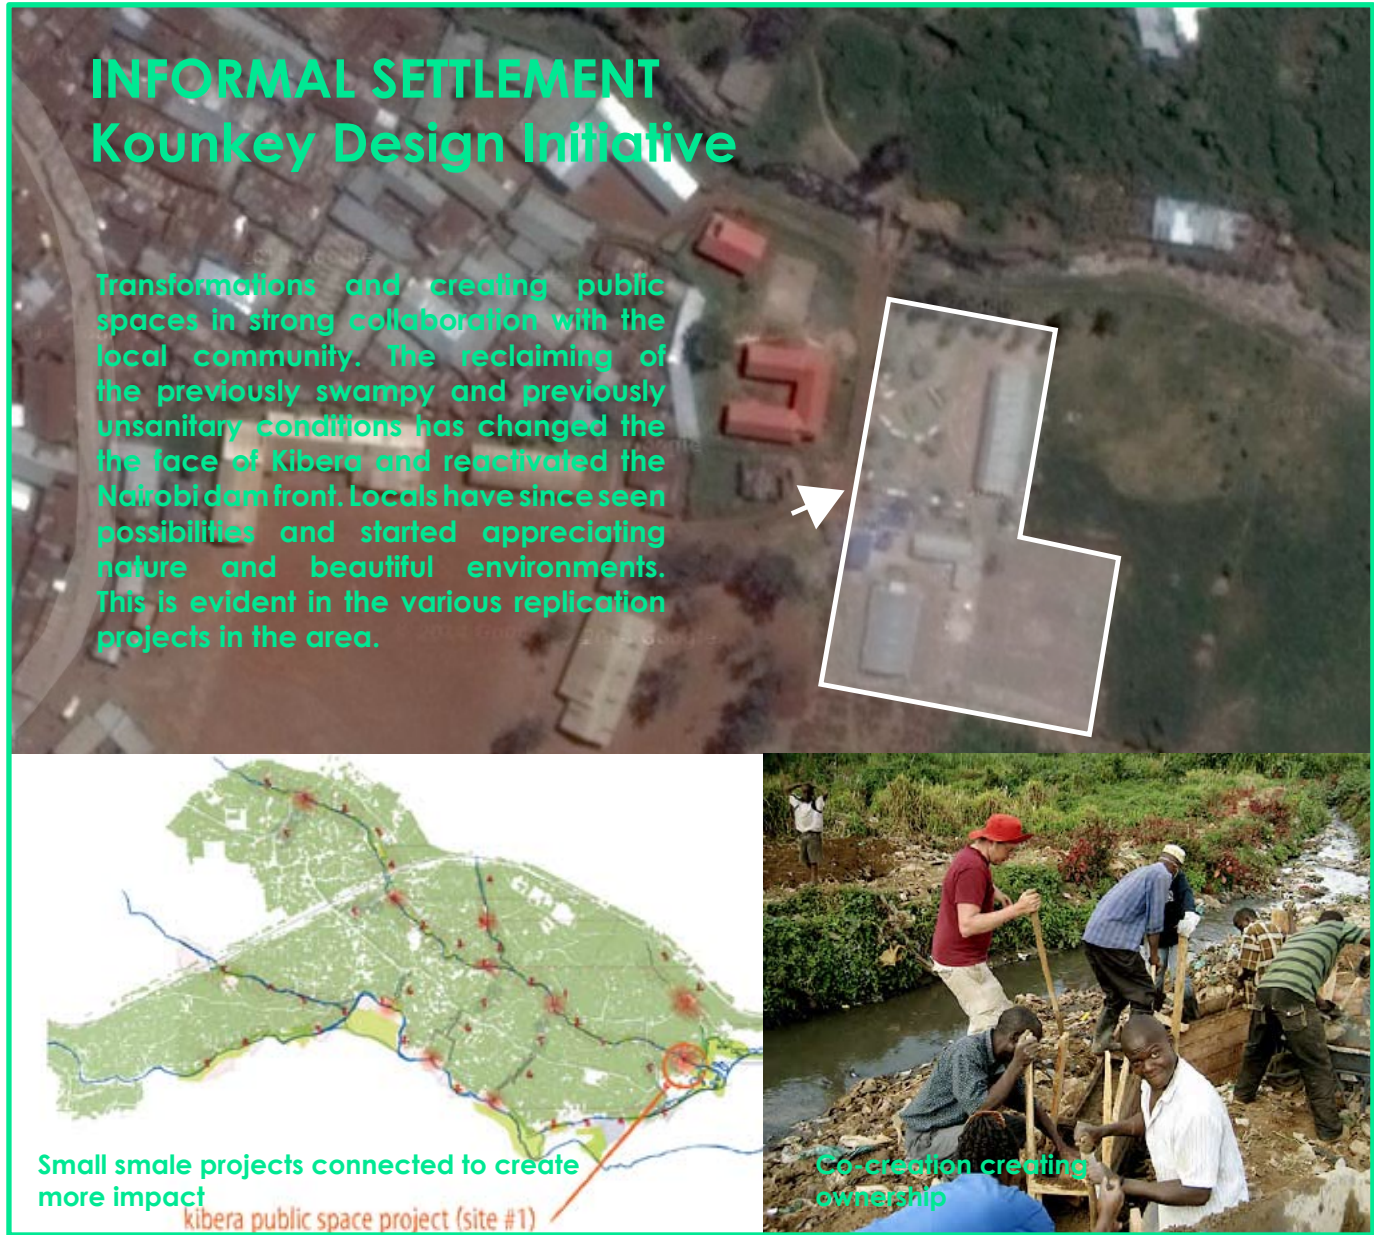 INFORMAL SETTLEMENT
Kounkey Design Initiative
Transformations and creating public
spaces in strong collaboration with the
local community. The reclaiming of
the previously swampy and previously
unsanitary conditions has changed the
the face of Kibera and reactivated the
Nairobi dam front. Locals have since seen
possibilities and started appreciating
nature and beautiful environments.
This is evident in the various replication
projects in the area.
Small smale projects connected to create
more impact
kibera public space project (site #1)
Co-creation creating
ownership